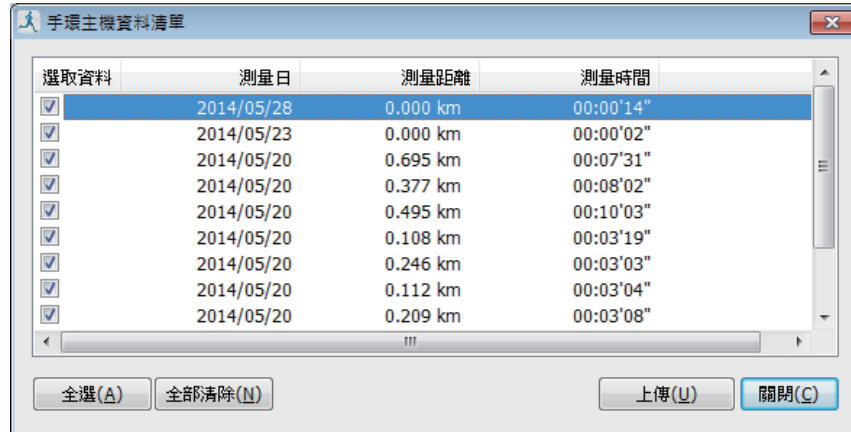 手環主機資料清單
選取資料 測量日 測量距離 測量時間
2014/05/28 0.000 km 00:00'14"
2014/05/23 0.000 km 00:00'02"
2014/05/20 0.695 km 00:07'31"
2014/05/20 0.377 km 00:08'02"
2014/05/20 0.495 km 00:10'03"
2014/05/20 0.108 km 00:03'19"
2014/05/20 0.246 km 00:03'03"
2014/05/20 0.112 km 00:03'04"
2014/05/20 0.209 km 00:03'08"
全選(A) 全部清除(N) 上傳(U) 關閉(C)